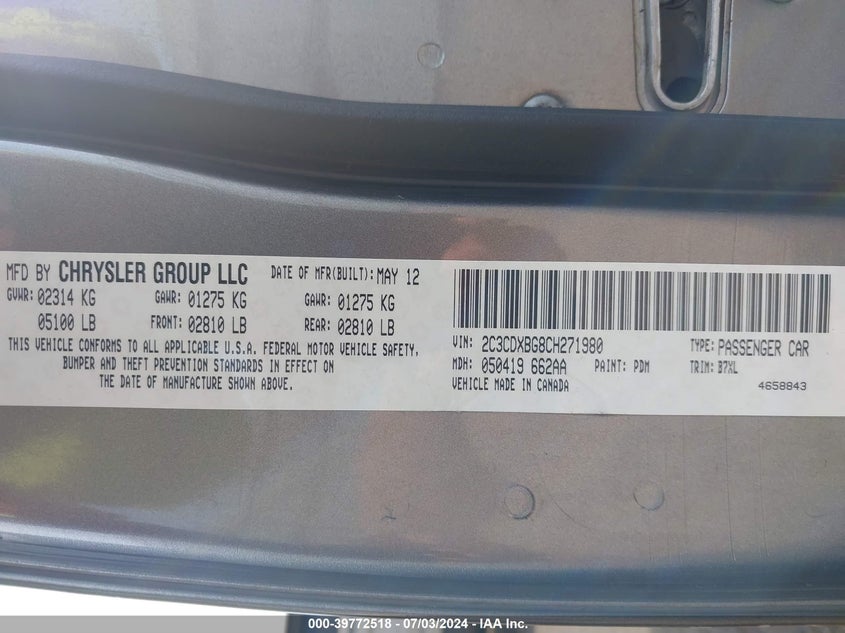 MFD BY CHRYSLER GROUP LLC DATE OF MFR(BUILT): MAY 12
GVWR: 02314 KG GAWR: 01275 KG GAWR: 01275 KG
05100 LB FRONT: 02810 LB REAR: 02810 LB
THIS VEHICLE CONFORMS TO ALL APPLICABLE U.S.A. FEDERAL MOTOR VEHICLE SAFETY,
BUMPER AND THEFT PREVENTION STANDARDS IN EFFECT ON
THE DATE OF MANUFACTURE SHOWN ABOVE.
VIN: 2C3CDXBG8CH271980 TYPE: PASSENGER CAR
MDH: 050419 662AA PAINT: PDM TRIM: B7XL
VEHICLE MADE IN CANADA 4658843
000-39772518 - 07/03/2024 - IAA Inc.